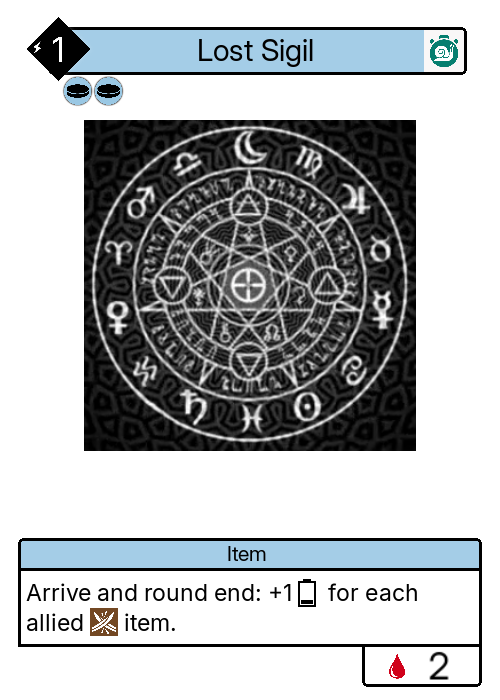 1
Lost Sigil
Item
Arrive and round end: +1 for each
allied item.
2